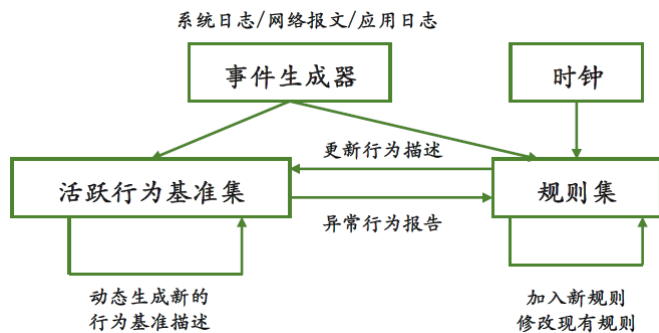 系统日志/网络报文/应用日志
事件生成器
时钟
更新行为描述
活跃行为基准集
规则集
异常行为报告
动态生成新的
行为基准描述
加入新规则
修改现有规则